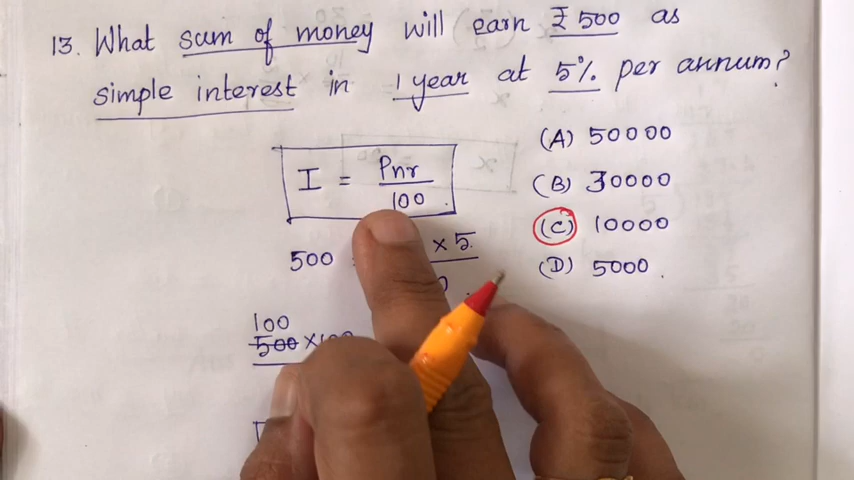 13. What sum of money will earn ₹500 as
simple interest in 1 year at 5% per annum?
I = Pnr
100
(A) 50000
(B) 30000
(C) 10000
(D) 5000.
500 × 5
100
500 ×